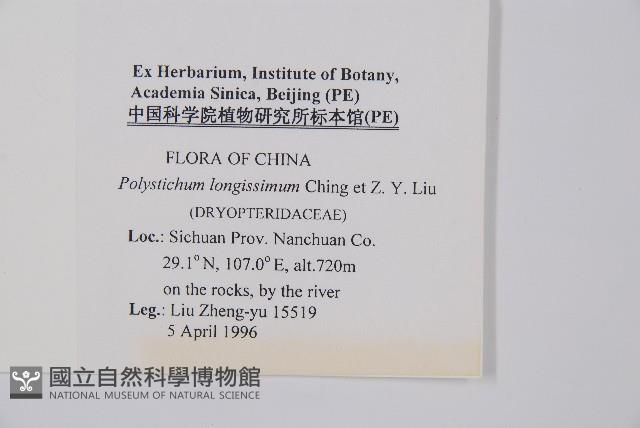 Ex Herbarium, Institute of Botany,
Academia Sinica, Beijing (PE)
中国科学院植物研究所标本馆(PE)
FLORA OF CHINA
Polystichum longissimum Ching et Z. Y. Liu
(DRYOPTERIDACEAE)
Loc.: Sichuan Prov. Nanchuan Co.
29.1° N, 107.0° E, alt.720m
on the rocks, by the river
Leg.: Liu Zheng-yu 15519
5 April 1996
國立自然科學博物館
NATIONAL MUSEUM OF NATURAL SCIENCE